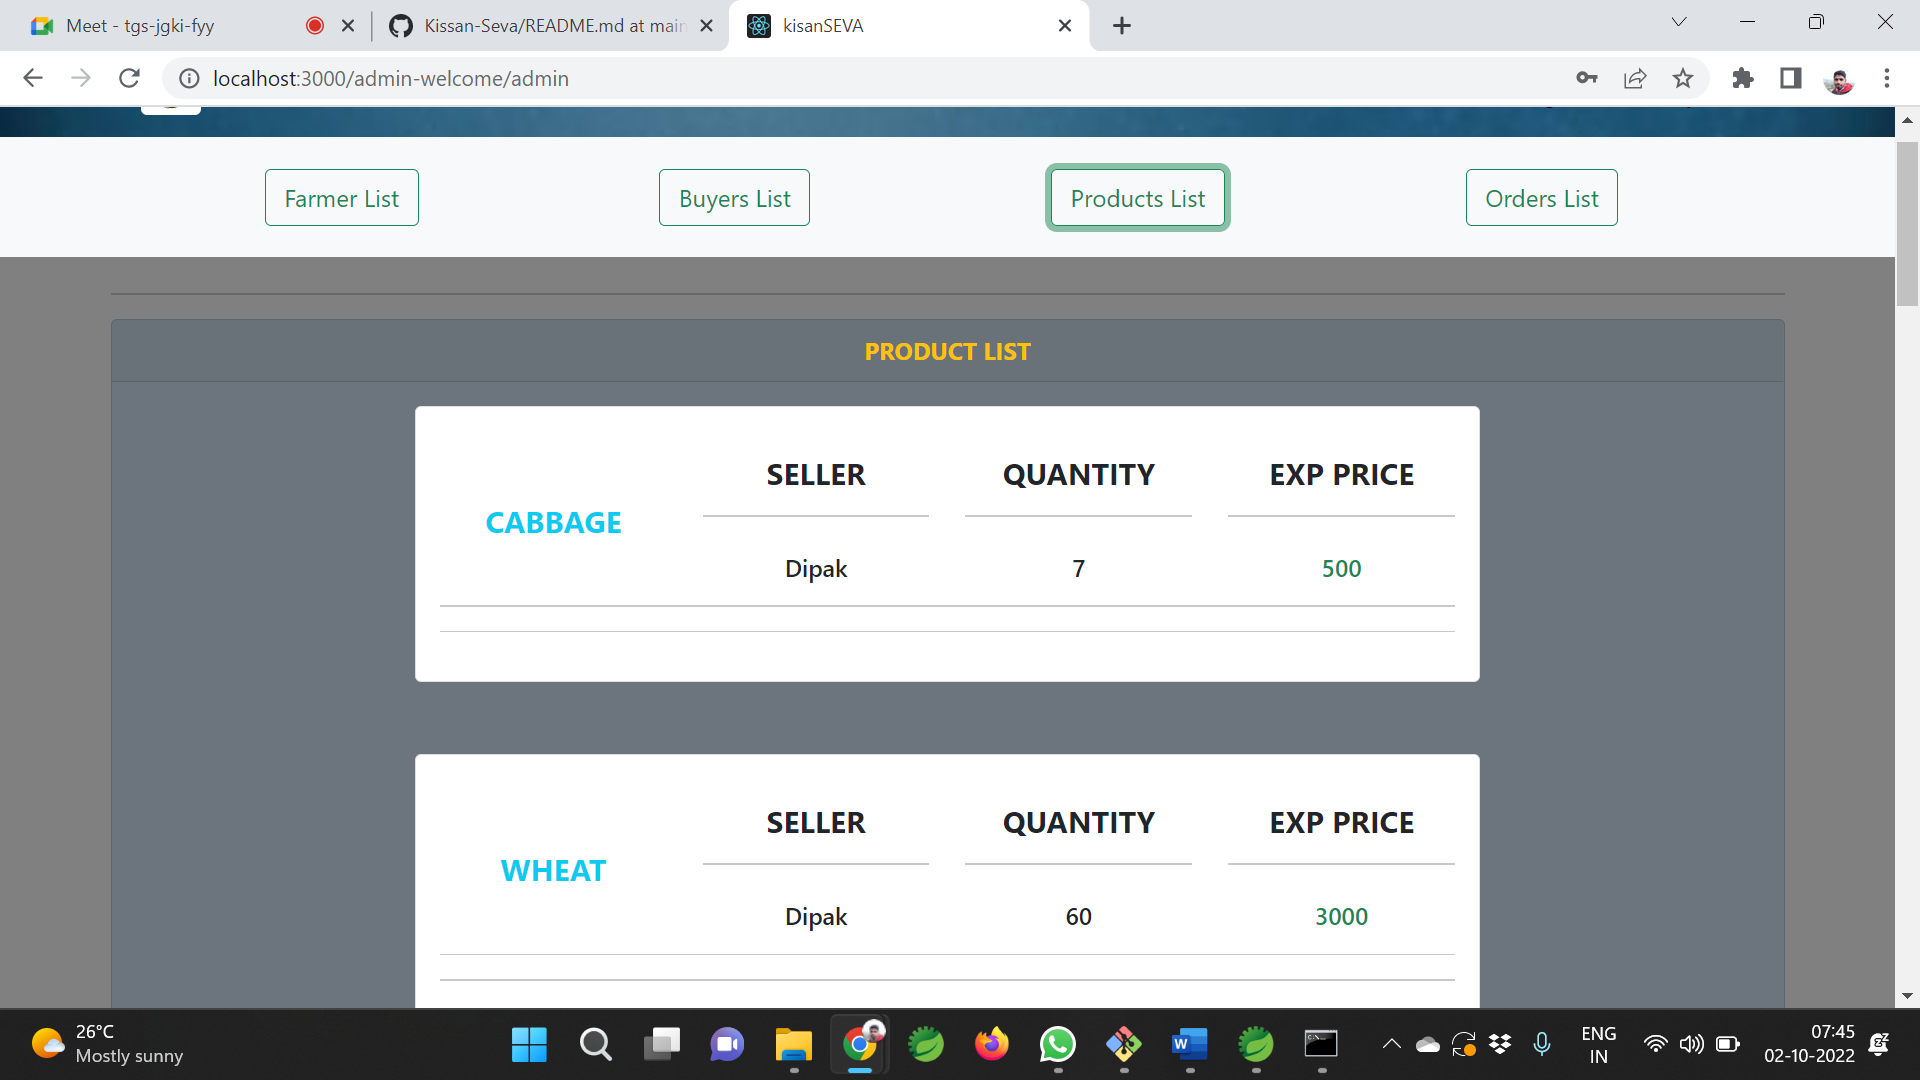 Meet - tgs-jgki-fyy
Kissan-Seva/README.md at main
kisanSEVA
localhost:3000/admin-welcome/admin
Farmer List
Buyers List
Products List
Orders List
PRODUCT LIST
SELLER QUANTITY EXP PRICE
CABBAGE
Dipak 7 500
SELLER QUANTITY EXP PRICE
WHEAT
Dipak 60 3000
26°C
Mostly sunny
ENG
IN
07:45
02-10-2022